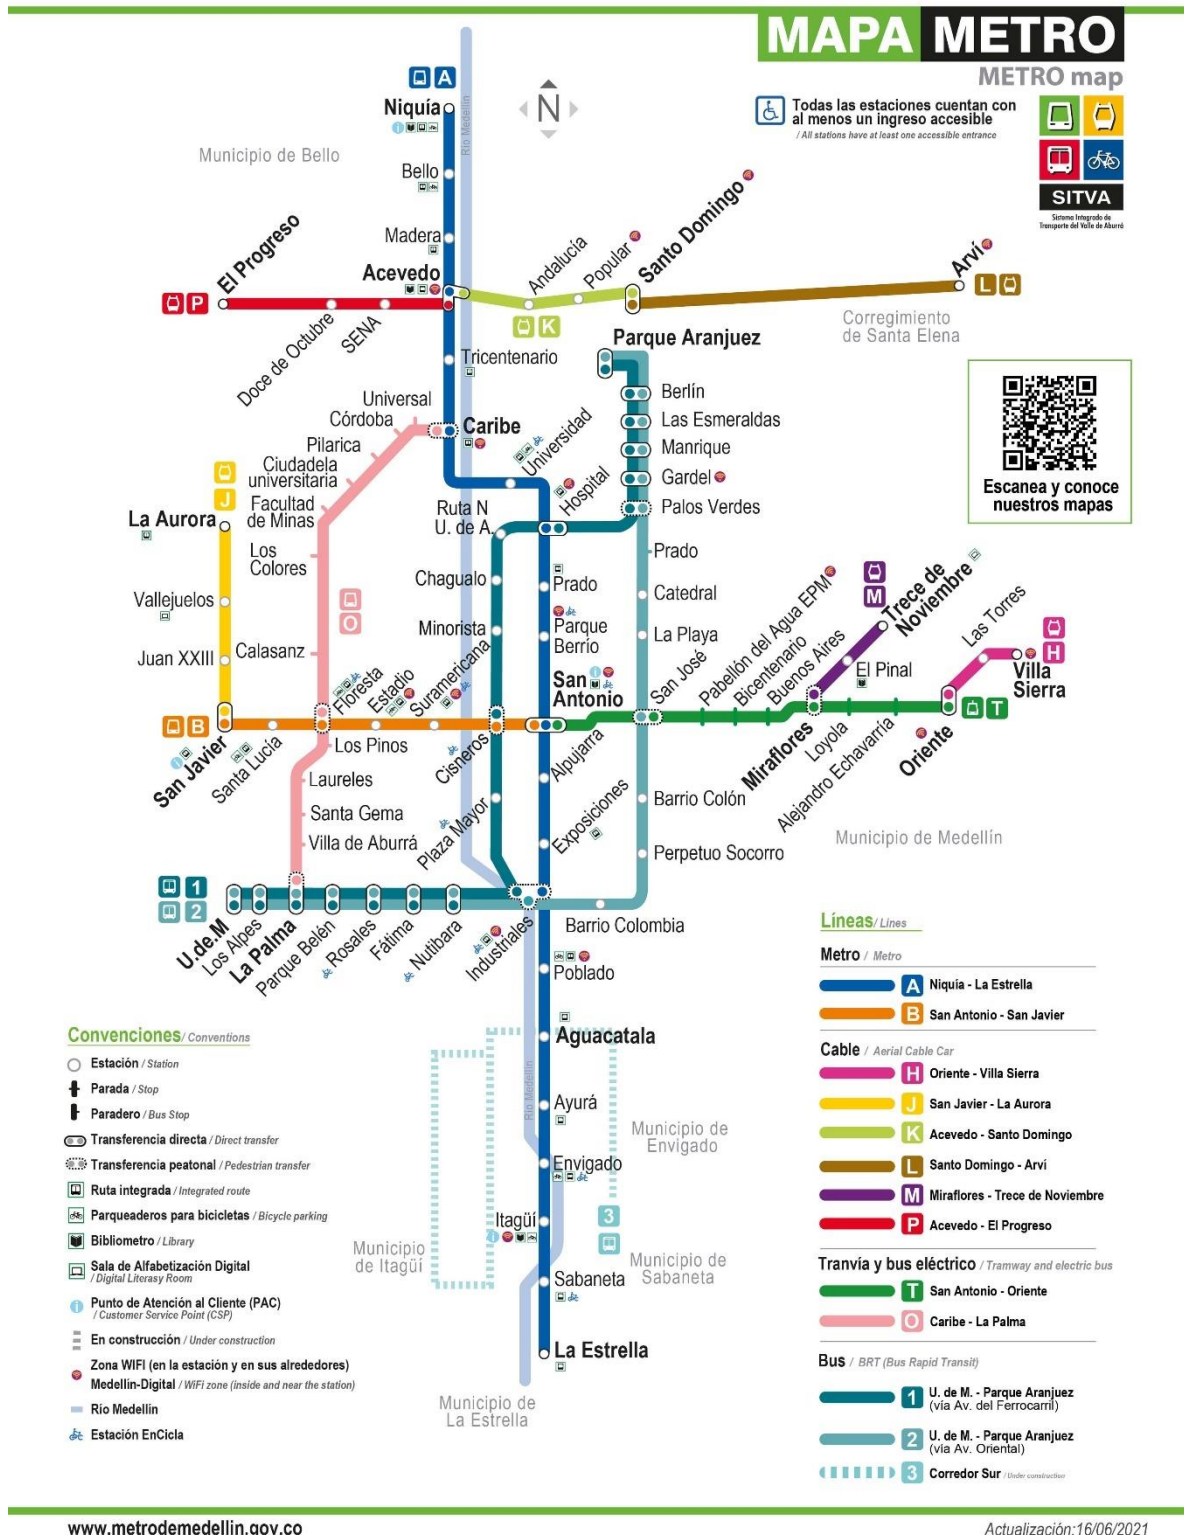 MAPA METRO
METRO map
Todas las estaciones cuentan con
al menos un ingreso accesible
/ All stations have at least one accessible entrance
SITVA
Sistema Integrado de
Transporte del Valle de Aburrá
A
Niquía
N
Río Medellín
Municipio de Bello
Bello
Madera
Acevedo
El Progreso
P
Doce de Octubre
SENA
Andalucía
Popular
Santo Domingo
K
Arví
L
Corregimiento
de Santa Elena
Tricentenario
Parque Aranjuez
Berlín
Las Esmeraldas
Manrique
Gardel
Palos Verdes
Universal
Córdoba
Pilarica
Ciudadela
universitaria
Facultad
de Minas
Los
Colores
Calasanz
O
Caribe
Universidad
Hospital
Ruta N
U. de A.
Chagualo
Minorista
Prado
Parque
Berrío
San
Antonio
Prado
Catedral
La Playa
San José
Escanea y conoce
nuestros mapas
J
La Aurora
Vallejuelos
Juan XXIII
B
San Javier
Santa Lucía
Floresta
Estadio
Suramericana
Cisneros
Los Pinos
Laureles
Santa Gema
Villa de Aburrá
Pabellón del Agua EPM
Bicentenario
Buenos Aires
Miraflores
Loyola
Alejandro Echavarría
Oriente
T
M
Trece de
Noviembre
El Pinal
Las Torres
H
Villa
Sierra
Alpujarra
Exposiciones
Plaza Mayor
Barrio Colón
Perpetuo Socorro
Municipio de Medellín
1
2
U.de.M
Los Alpes
La Palma
Parque Belén
Rosales
Fátima
Nutibara
Industriales
Barrio Colombia
Poblado
Aguacatala
Río Medellín
Ayurá
Municipio de
Envigado
Envigado
Itagüí
3
Municipio
de Itagüí
Municipio de
Sabaneta
Sabaneta
La Estrella
Municipio de
La Estrella
Convenciones/ Conventions
Estación / Station
Parada / Stop
Paradero / Bus Stop
Transferencia directa / Direct transfer
Transferencia peatonal / Pedestrian transfer
Ruta integrada / Integrated route
Parqueaderos para bicicletas / Bicycle parking
Bibliometro / Library
Sala de Alfabetización Digital
/ Digital Literasy Room
Punto de Atención al Cliente (PAC)
/ Customer Service Point (CSP)
En construcción / Under construction
Zona WIFI (en la estación y en sus alrededores)
Medellín-Digital / WiFi zone (inside and near the station)
Río Medellín
Estación EnCicla
Líneas/ Lines
Metro / Metro
A Niquía - La Estrella
B San Antonio - San Javier
Cable / Aerial Cable Car
H Oriente - Villa Sierra
J San Javier - La Aurora
K Acevedo - Santo Domingo
L Santo Domingo - Arví
M Miraflores - Trece de Noviembre
P Acevedo - El Progreso
Tranvía y bus eléctrico / Tramway and electric bus
T San Antonio - Oriente
O Caribe - La Palma
Bus / BRT (Bus Rapid Transit)
1 U. de M. - Parque Aranjuez
(vía Av. del Ferrocarril)
2 U. de M. - Parque Aranjuez
(vía Av. Oriental)
3 Corredor Sur / Under construction
www.metrodemedellin.gov.co
Actualización:16/06/2021